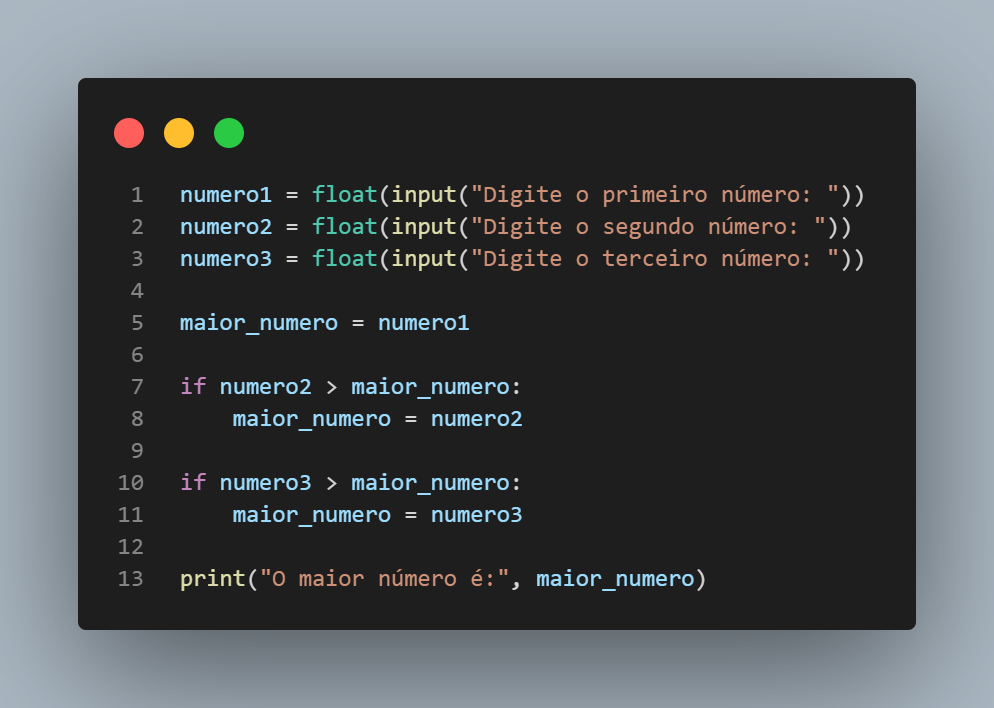 1 numero1 = float(input("Digite o primeiro número: "))
2 numero2 = float(input("Digite o segundo número: "))
3 numero3 = float(input("Digite o terceiro número: "))
4
5 maior_numero = numero1
6
7 if numero2 > maior_numero:
8     maior_numero = numero2
9
10 if numero3 > maior_numero:
11     maior_numero = numero3
12
13 print("O maior número é:", maior_numero)